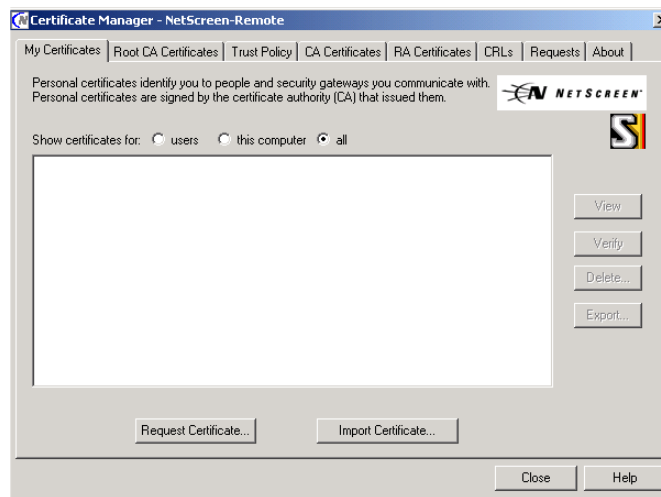 Certificate Manager - NetScreen-Remote
My Certificates Root CA Certificates Trust Policy CA Certificates RA Certificates CRLs Requests About
Personal certificates identify you to people and security gateways you communicate with.
Personal certificates are signed by the certificate authority (CA) that issued them.
NETSCREEN
Show certificates for: users this computer all
View
Verify
Delete...
Export...
Request Certificate... Import Certificate...
Close Help